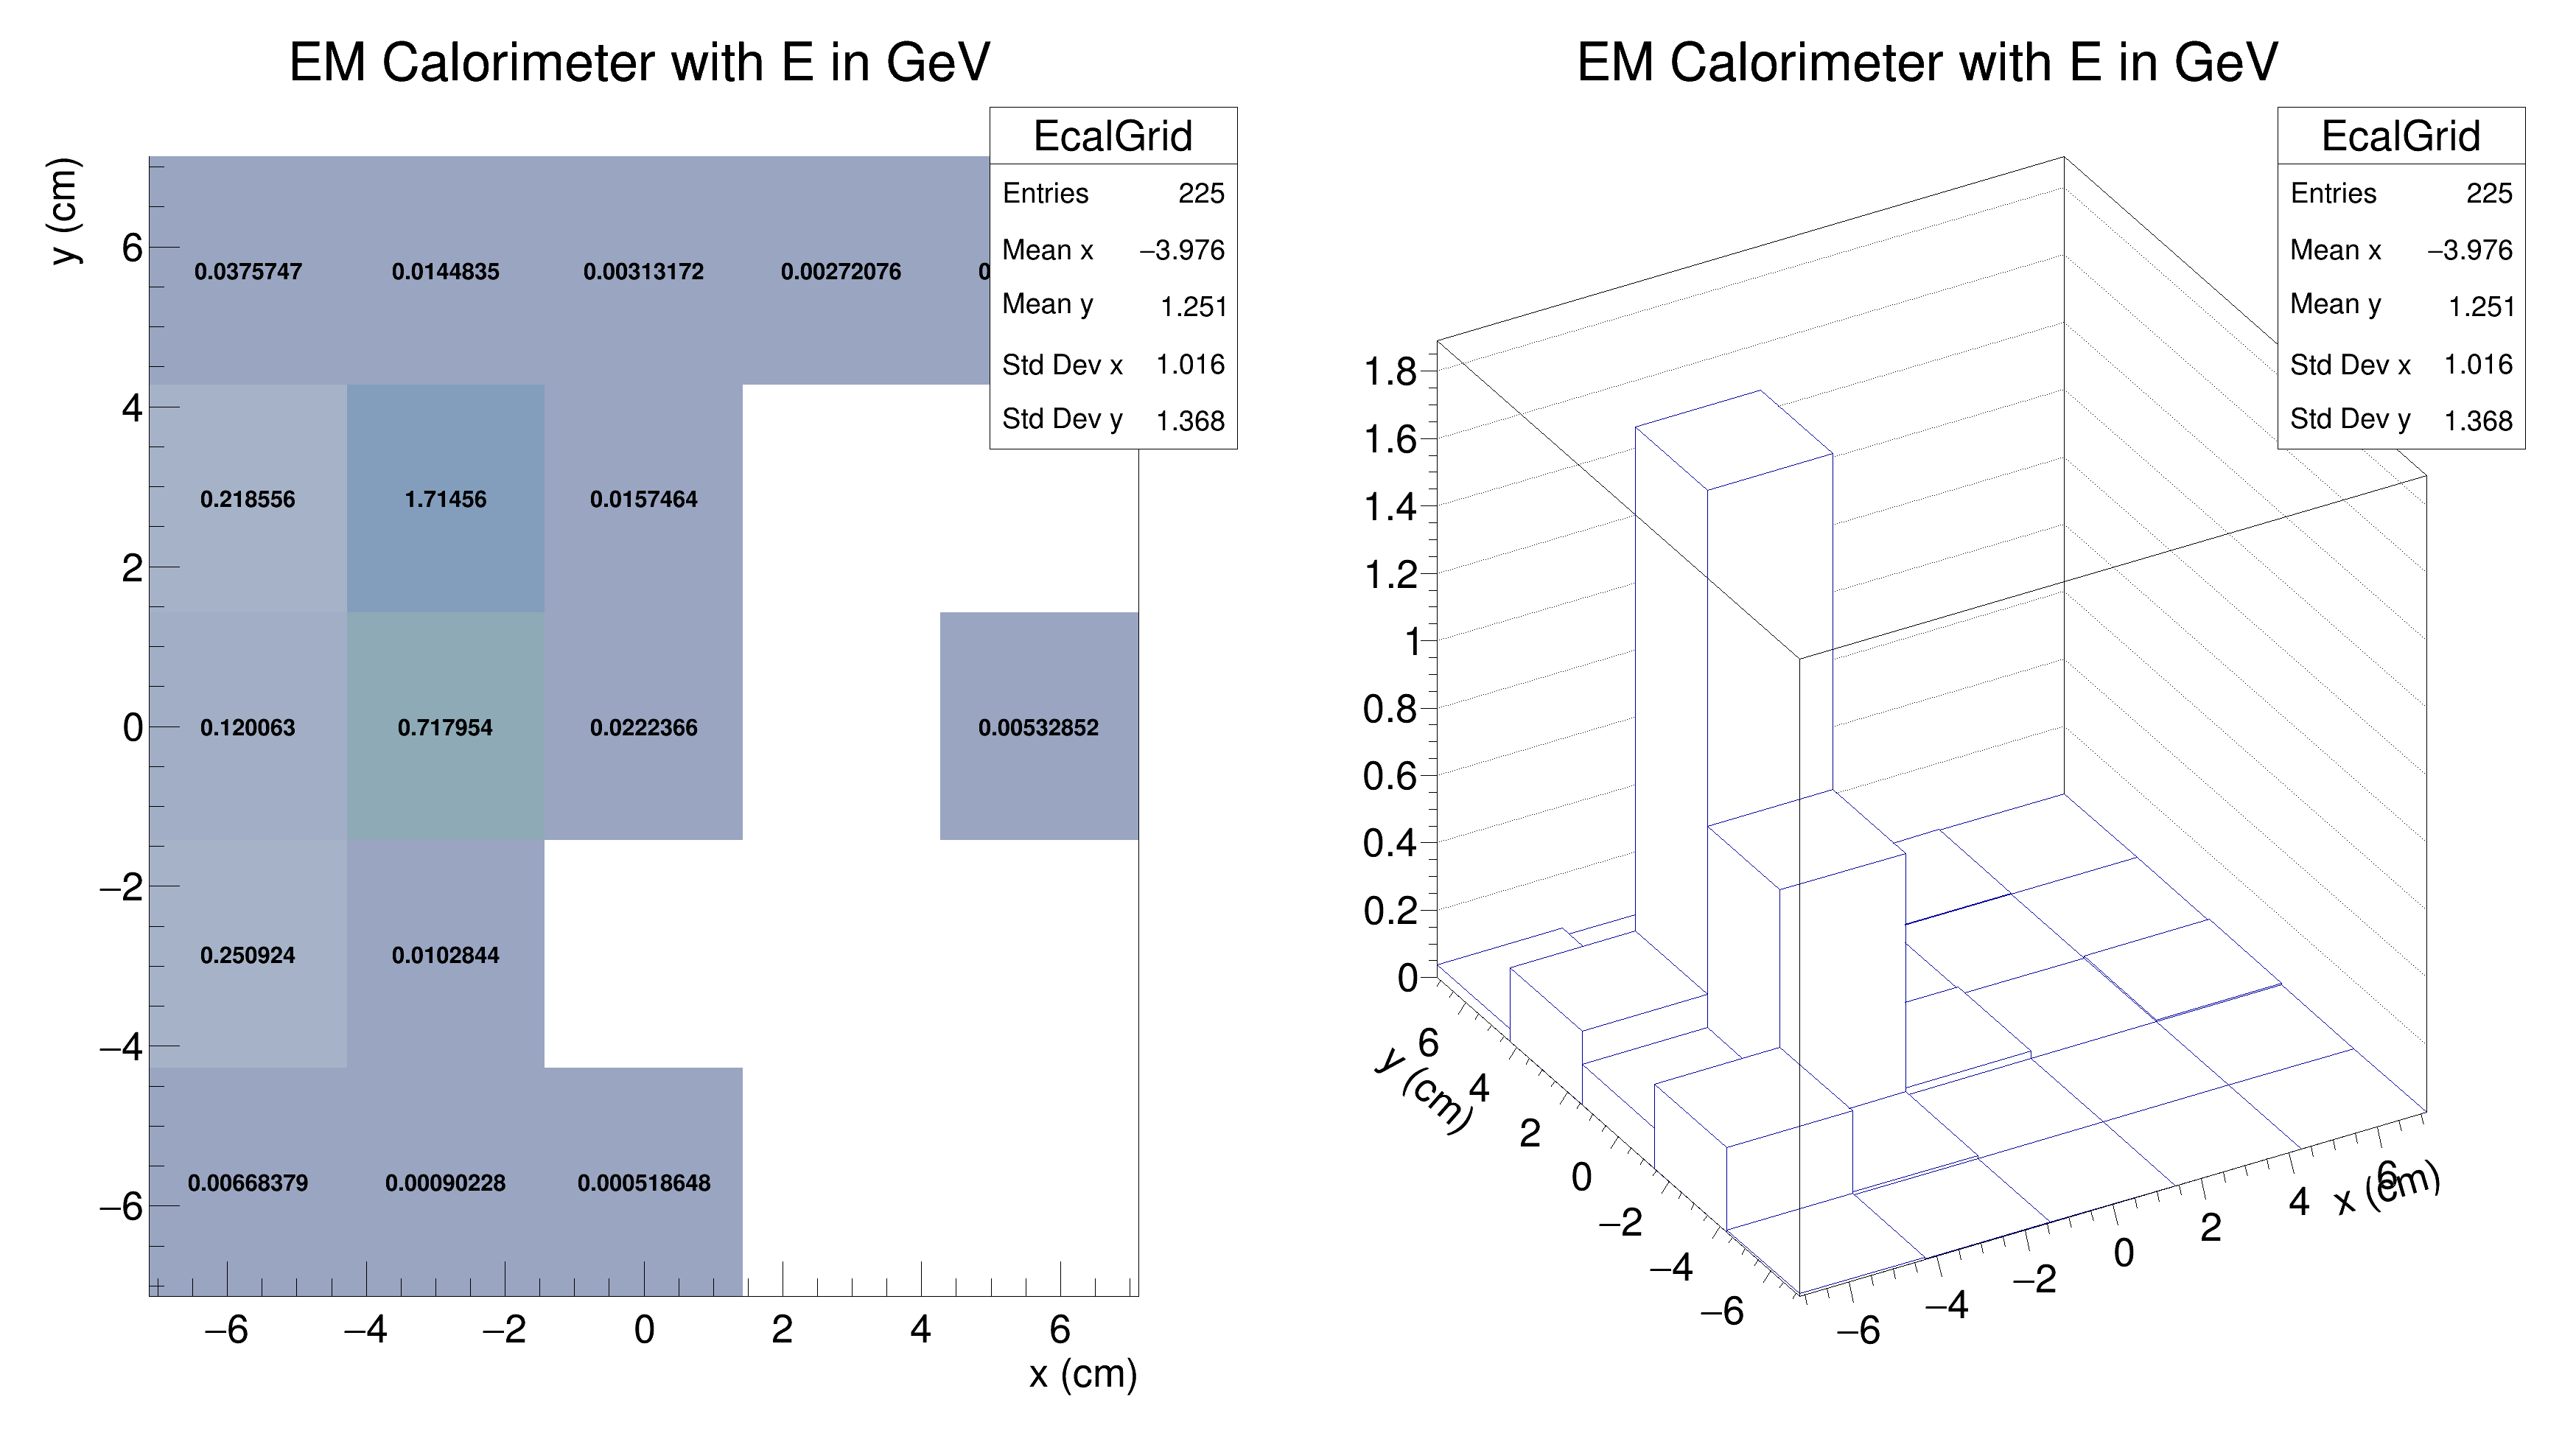 EM Calorimeter with E in GeV
EcalGrid
Entries 225
Mean x −3.976
Mean y 1.251
Std Dev x 1.016
Std Dev y 1.368
y (cm)
6
4
2
0
−2
−4
−6
0.0375747 0.0144835 0.00313172 0.00272076
0.218556 1.71456 0.0157464
0.120063 0.717954 0.0222366 0.00532852
0.250924 0.0102844
0.00668379 0.00090228 0.000518648
−6 −4 −2 0 2 4 6
x (cm)
EM Calorimeter with E in GeV
EcalGrid
Entries 225
Mean x −3.976
Mean y 1.251
Std Dev x 1.016
Std Dev y 1.368
1.8
1.6
1.4
1.2
1
0.8
0.6
0.4
0.2
0
6
4
2
0
−2
−4
−6
y (cm)
−6
−4
−2
0
2
4
6
x (cm)